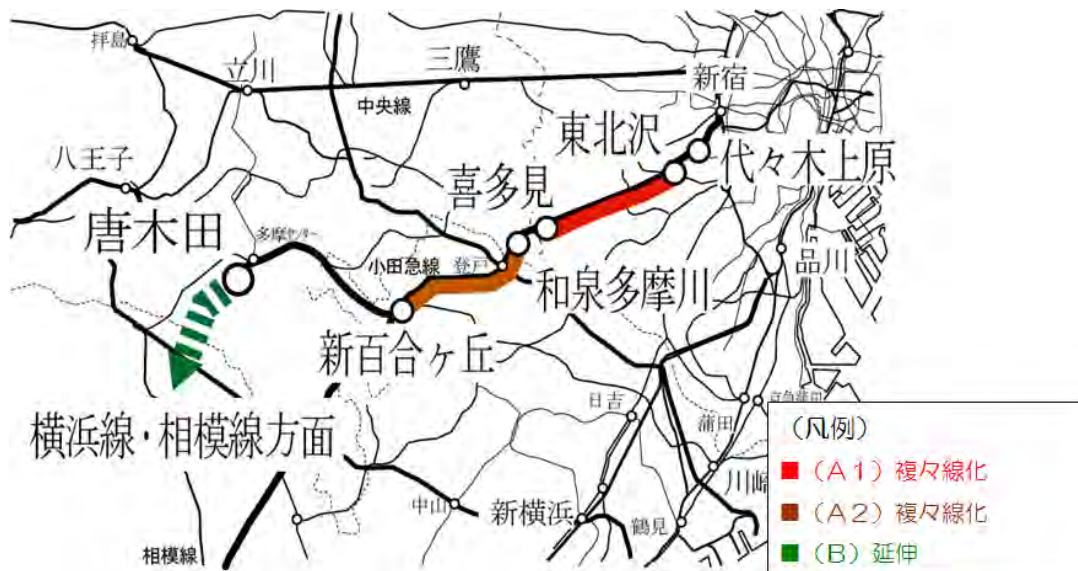 拝島
立川
三鷹
新宿
中央線
東北沢
八王子
代々木上原
喜多見
唐木田
多摩センター
小田急線
登戸
和泉多摩川
品川
新百合ヶ丘
横浜線・相模線方面
日吉
京急蒲田
蒲田
川崎
中山
新横浜
鶴見
相模線
(凡例)
■(A1)複々線化
■(A2)複々線化
■(B)延伸